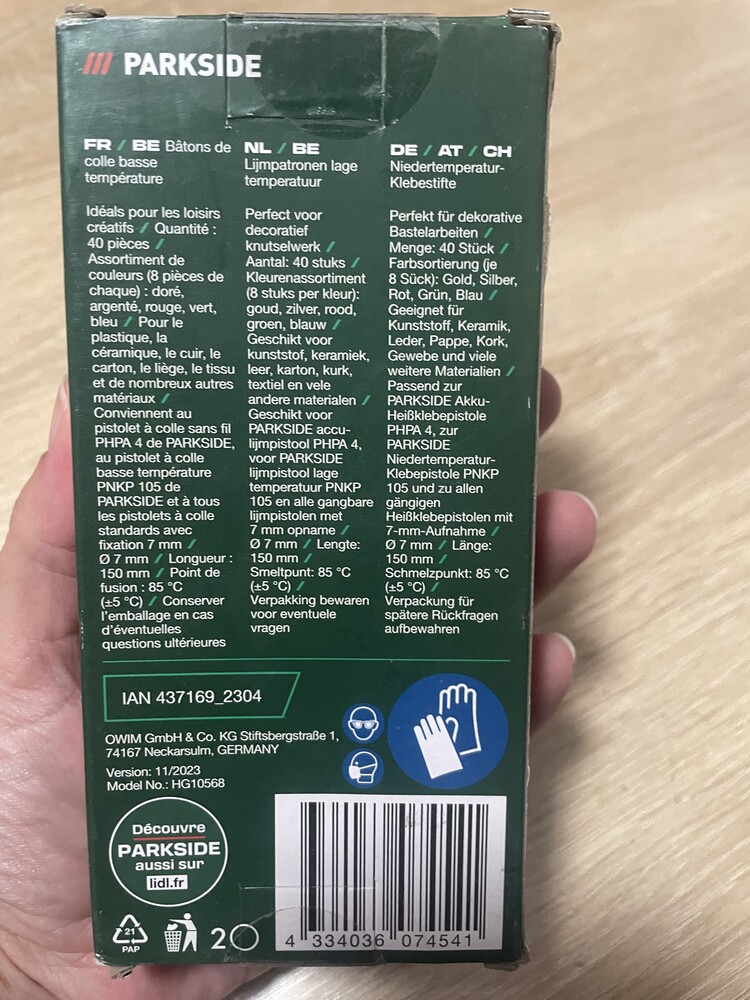 PARKSIDE
FR / BE Bâtons de
colle basse
température
Idéals pour les loisirs
créatifs / Quantité :
40 pièces /
Assortiment de
couleurs (8 pièces de
chaque) : doré,
argenté, rouge, vert,
bleu / Pour le
plastique, la
céramique, le cuir, le
carton, le liège, le tissu
et de nombreux autres
matériaux /
Conviennent au
pistolet à colle sans fil
PHPA 4 de PARKSIDE,
au pistolet à colle
basse température
PNKP 105 de
PARKSIDE et à tous
les pistolets à colle
standards avec
fixation 7 mm /
Ø 7 mm / Longueur :
150 mm / Point de
fusion : 85 °C
(±5 °C) / Conserver
l'emballage en cas
d'éventuelles
questions ultérieures
NL / BE
Lijmpatronen lage
temperatuur
Perfect voor
decoratief
knutselwerk /
Aantal: 40 stuks /
Kleurenassortiment
(8 stuks per kleur):
goud, zilver, rood,
groen, blauw /
Geschikt voor
kunststof, keramiek,
leer, karton, kurk,
textiel en vele
andere materialen /
Geschikt voor
PARKSIDE accu-
lijmpistool PHPA 4,
voor PARKSIDE
lijmpistool lage
temperatuur PNKP
105 en alle gangbare
lijmpistolen met
7 mm opname /
Ø 7 mm / Lengte:
150 mm /
Smeltpunt: 85 °C
(±5 °C) /
Verpakking bewaren
voor eventuele
vragen
DE / AT / CH
Niedertemperatur-
Klebestifte
Perfekt für dekorative
Bastelarbeiten /
Menge: 40 Stück /
Farbsortierung (je
8 Sück): Gold, Silber,
Rot, Grün, Blau /
Geeignet für
Kunststoff, Keramik,
Leder, Pappe, Kork,
Gewebe und viele
weitere Materialien /
Passend zur
PARKSIDE Akku-
Heißklebepistole
PHPA 4, zur
PARKSIDE
Niedertemperatur-
Klebepistole PNKP
105 und zu allen
gängigen
Heißklebepistolen mit
7-mm-Aufnahme /
Ø 7 mm / Länge:
150 mm /
Schmelzpunkt: 85 °C
(±5 °C) /
Verpackung für
spätere Rückfragen
aufbewahren
IAN 437169_2304
OWIM GmbH & Co. KG Stiftsbergstraße 1,
74167 Neckarsulm, GERMANY
Version: 11/2023
Model No.: HG10568
Découvre
PARKSIDE
aussi sur
lidl.fr
21
PAP
2
4 334036 074541